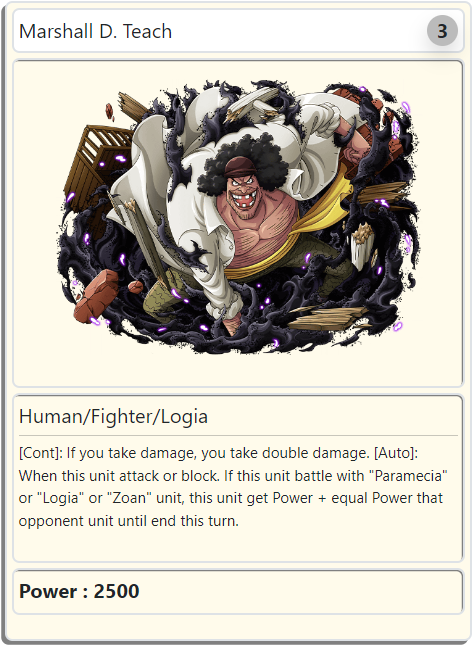 Marshall D. Teach
3
Human/Fighter/Logia
[Cont]: If you take damage, you take double damage. [Auto]:
When this unit attack or block. If this unit battle with "Paramecia"
or "Logia" or "Zoan" unit, this unit get Power + equal Power that
opponent unit until end this turn.
Power : 2500